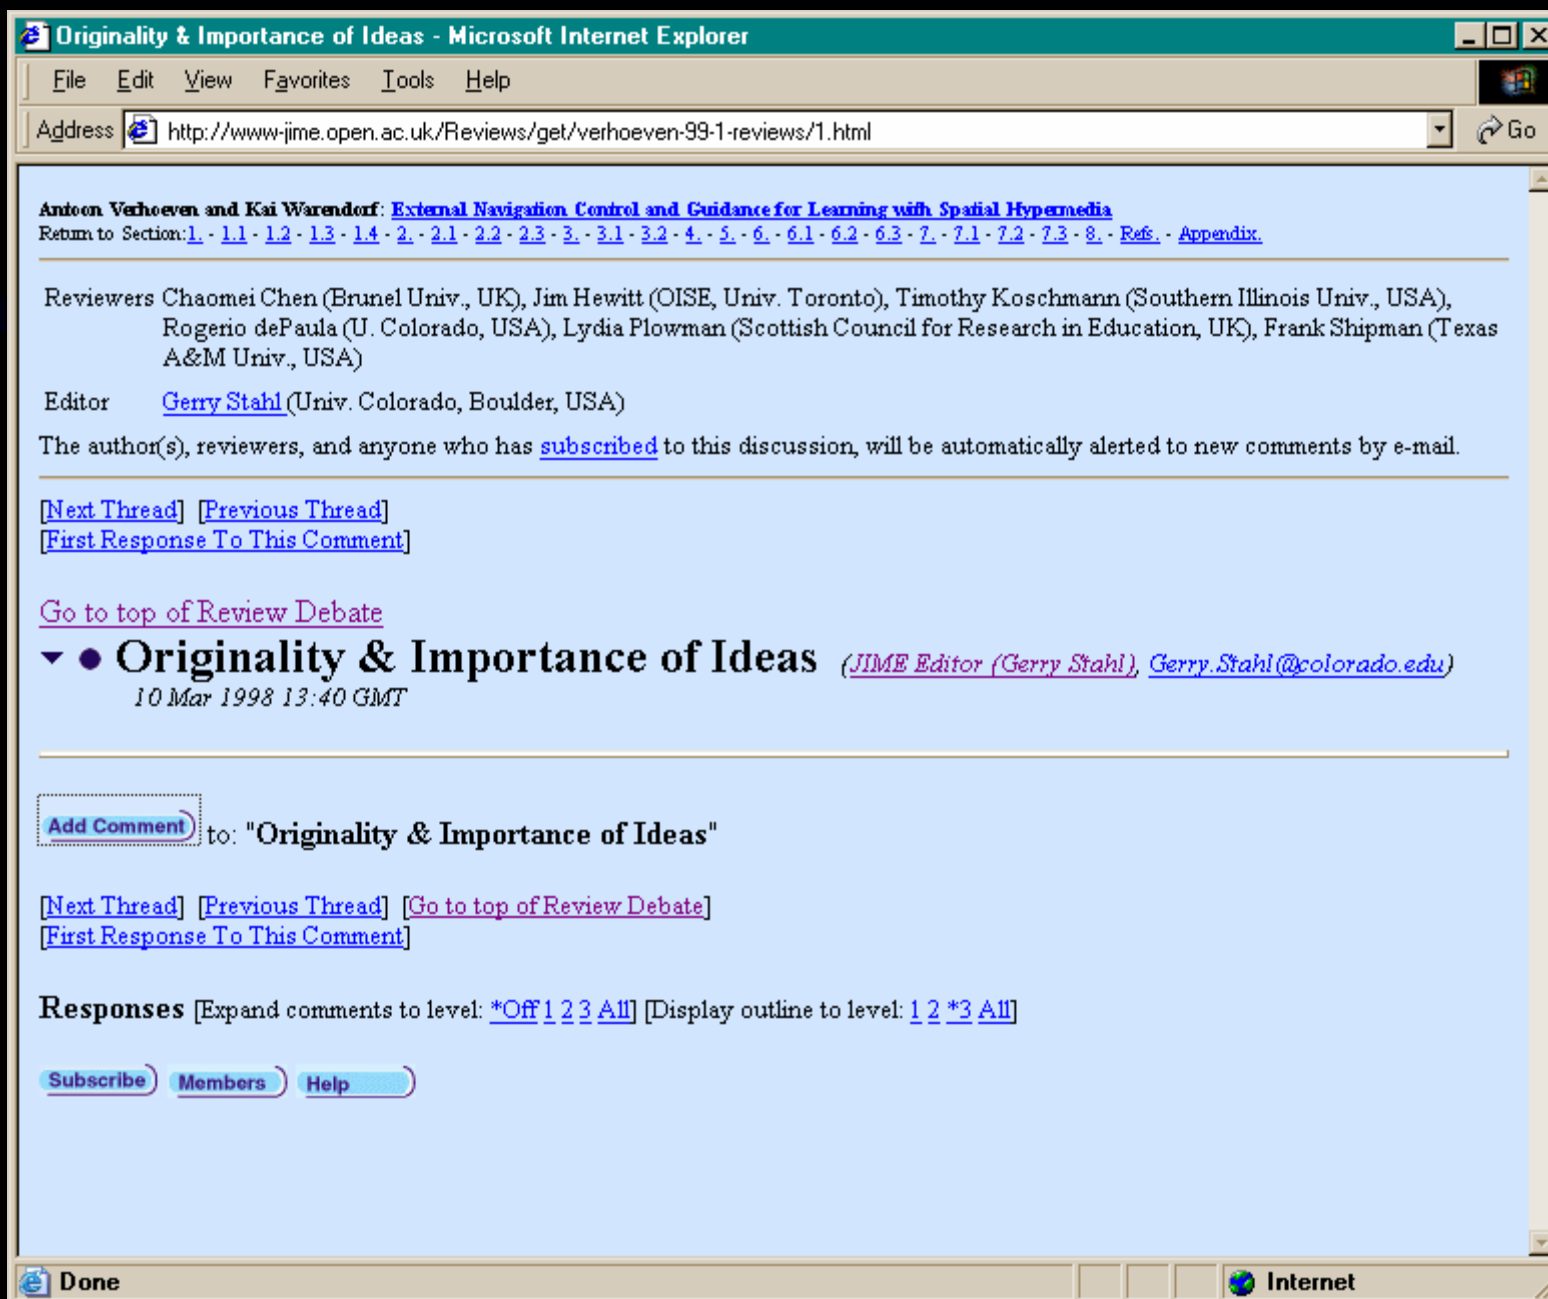 Originality & Importance of Ideas - Microsoft Internet Explorer
File Edit View Favorites Tools Help
Address http://www-jime.open.ac.uk/Reviews/get/verhoeven-99-1-reviews/1.html Go
Antoon Verhoeven and Kai Warendorf: External Navigation Control and Guidance for Learning with Spatial Hypermedia
Return to Section:1. - 1.1 - 1.2 - 1.3 - 1.4 - 2. - 2.1 - 2.2 - 2.3 - 3. - 3.1 - 3.2 - 4. - 5. - 6. - 6.1 - 6.2 - 6.3 - 7. - 7.1 - 7.2 - 7.3 - 8. - Refs. - Appendix.
Reviewers Chaomei Chen (Brunel Univ., UK), Jim Hewitt (OISE, Univ. Toronto), Timothy Koschmann (Southern Illinois Univ., USA),
Rogerio dePaula (U. Colorado, USA), Lydia Plowman (Scottish Council for Research in Education, UK), Frank Shipman (Texas
A&M Univ., USA)
Editor Gerry Stahl (Univ. Colorado, Boulder, USA)
The author(s), reviewers, and anyone who has subscribed to this discussion, will be automatically alerted to new comments by e-mail.
[Next Thread] [Previous Thread]
[First Response To This Comment]
Go to top of Review Debate
Originality & Importance of Ideas (JIME Editor (Gerry Stahl), Gerry.Stahl@colorado.edu)
10 Mar 1998 13:40 GMT
Add Comment to: "Originality & Importance of Ideas"
[Next Thread] [Previous Thread] [Go to top of Review Debate]
[First Response To This Comment]
Responses [Expand comments to level: *Off 1 2 3 All] [Display outline to level: 1 2 *3 All]
Subscribe Members Help
Done Internet